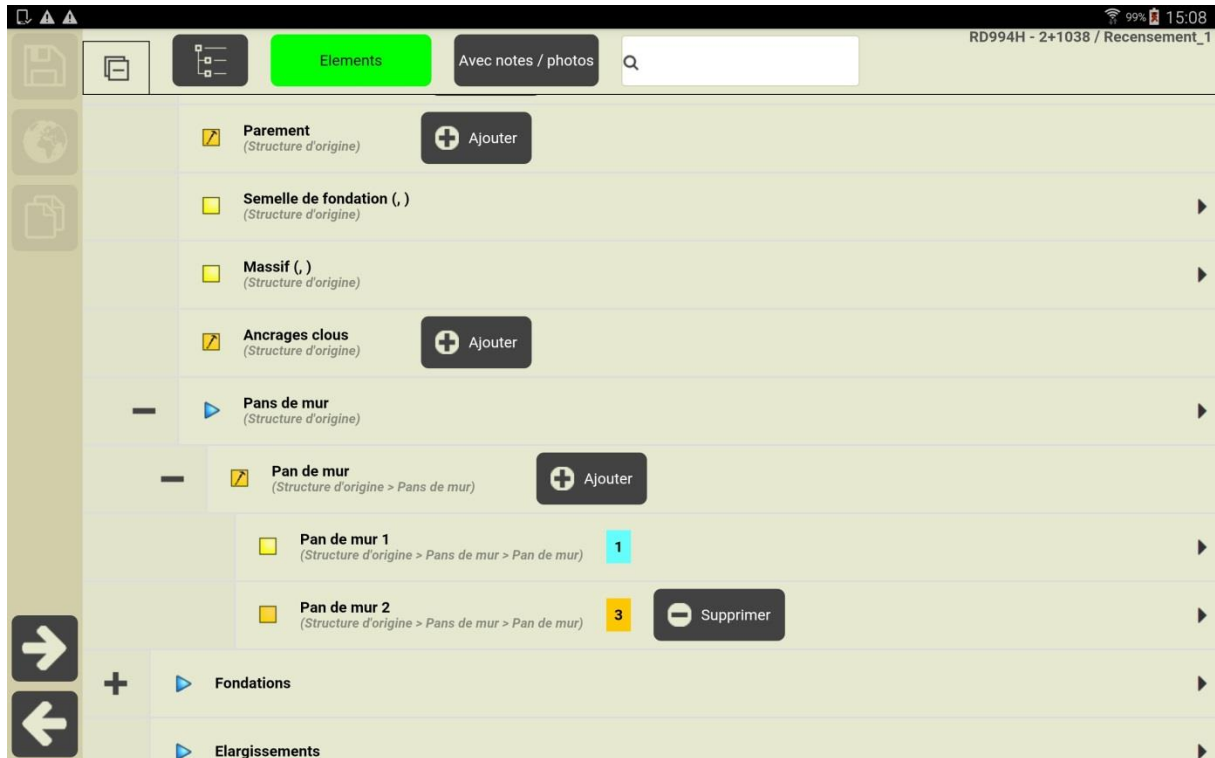 99% 15:08
RD994H - 2+1038 / Recensement_1
Elements
Avec notes / photos
Parement
(Structure d'origine)
Ajouter
Semelle de fondation (, )
(Structure d'origine)
Massif (, )
(Structure d'origine)
Ancrages clous
(Structure d'origine)
Ajouter
Pans de mur
(Structure d'origine)
Pan de mur
(Structure d'origine > Pans de mur)
Ajouter
Pan de mur 1
(Structure d'origine > Pans de mur > Pan de mur)
1
Pan de mur 2
(Structure d'origine > Pans de mur > Pan de mur)
3
Supprimer
Fondations
Elargissements